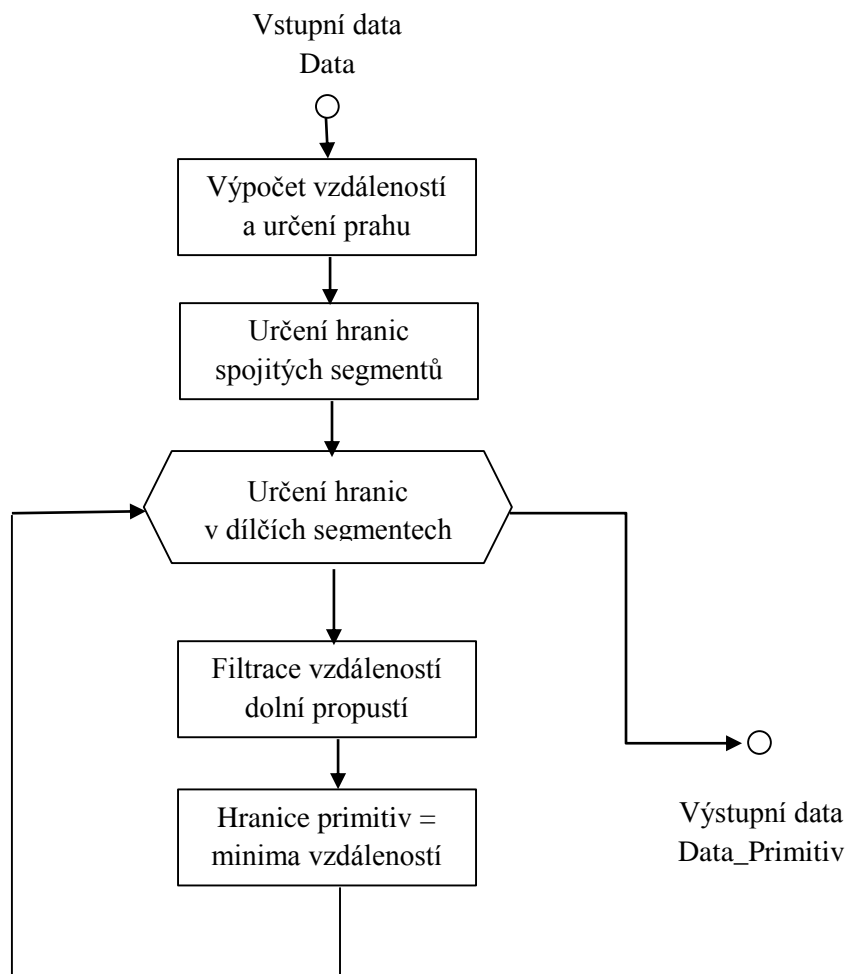 Vstupní data
Data
Výpočet vzdáleností
a určení prahu
Určení hranic
spojitých segmentů
Určení hranic
v dílčích segmentech
Filtrace vzdáleností
dolní propustí
Hranice primitiv =
minima vzdáleností
Výstupní data
Data_Primitiv